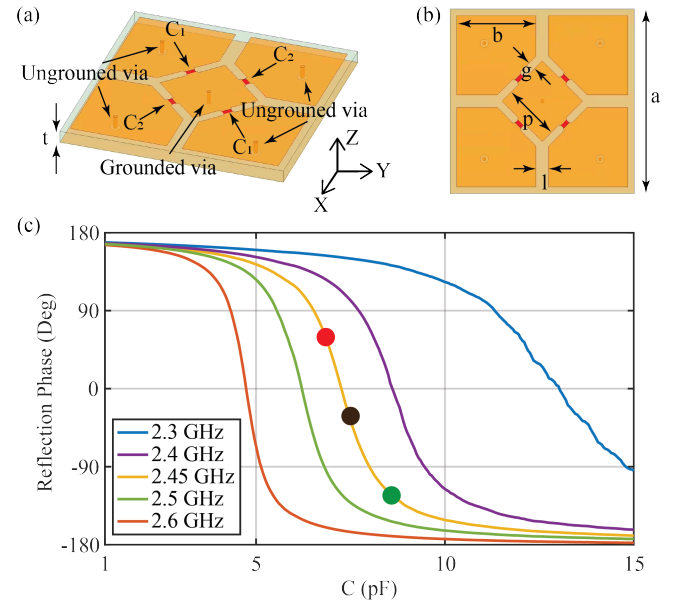 (a)
C₁
C₂
Ungrouned via
Ungrouned via
C₂
C₁
t
Grounded via
Z
Y
X
(b)
b
a
g
p
l
(c)
180
90
0
-90
-180
Reflection Phase (Deg)
2.3 GHz
2.4 GHz
2.45 GHz
2.5 GHz
2.6 GHz
1
5
10
15
C (pF)